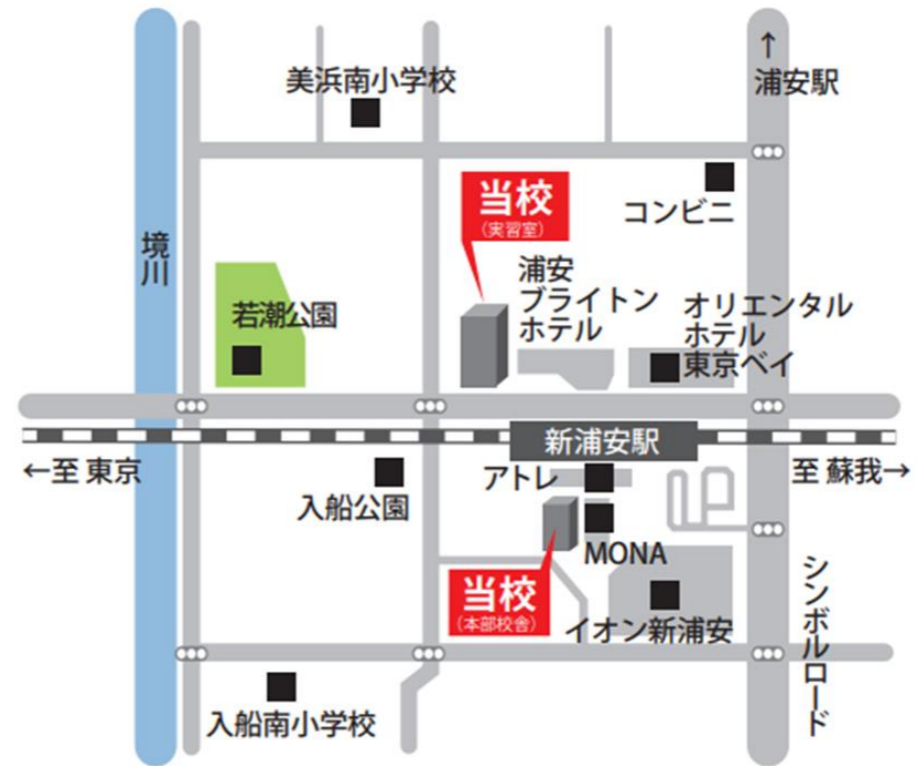 ↑
浦安駅
美浜南小学校
コンビニ
当校
(実習室)
境川
浦安
ブライトン
ホテル
オリエンタル
ホテル
東京ベイ
若潮公園
新浦安駅
←至 東京
アトレ
至 蘇我→
入船公園
MONA
当校
(本部校舎)
イオン新浦安
シンボルロード
入船南小学校